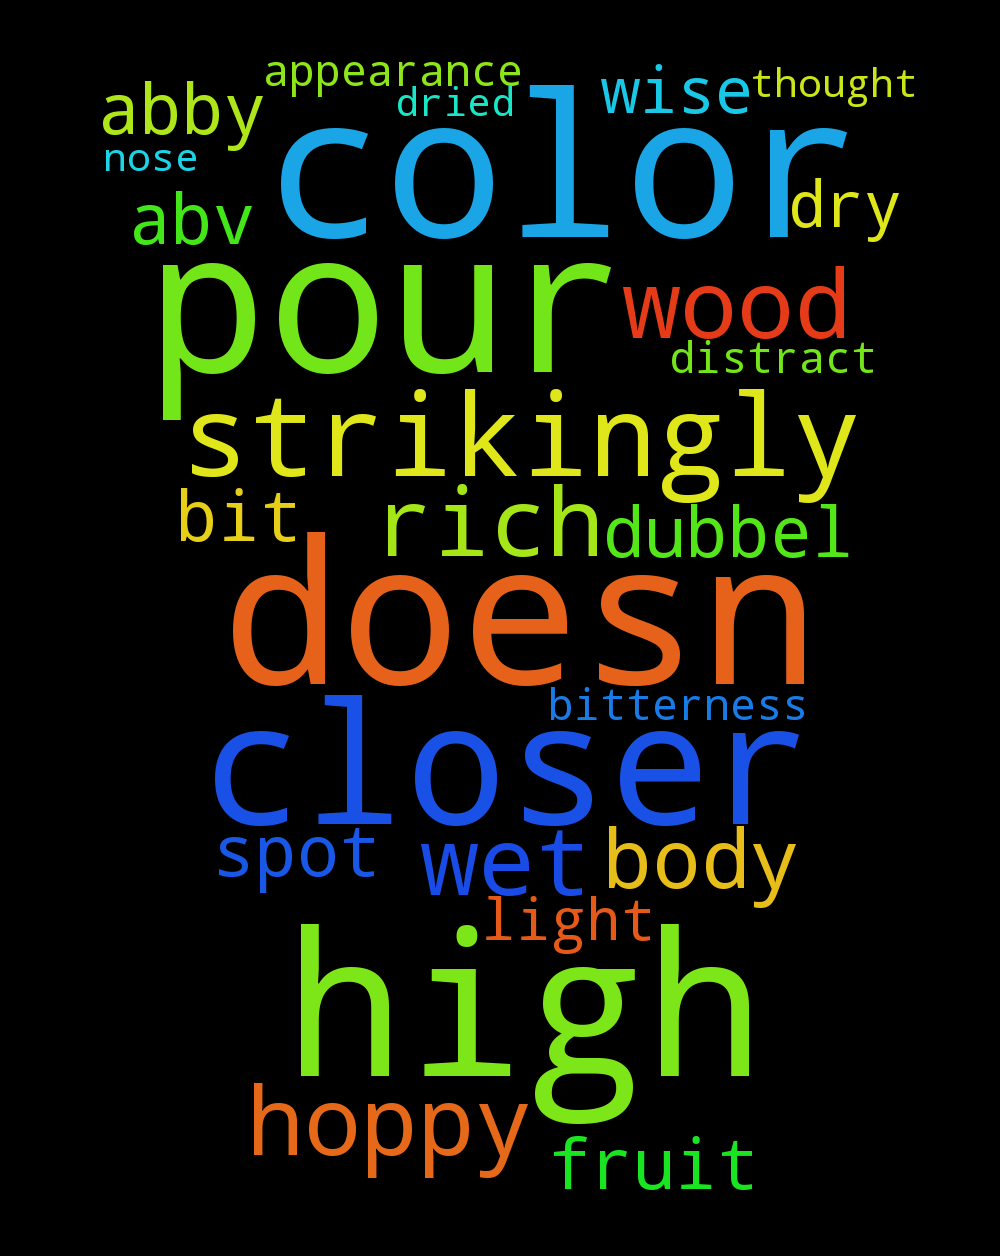 appearance
abby
dried
wise
thought
color
nose
abv
dry
pour
wood
distract
strikingly
bit
rich
dubbel
doesn
bitterness
closer
spot
wet
body
light
high
hoppy
fruit